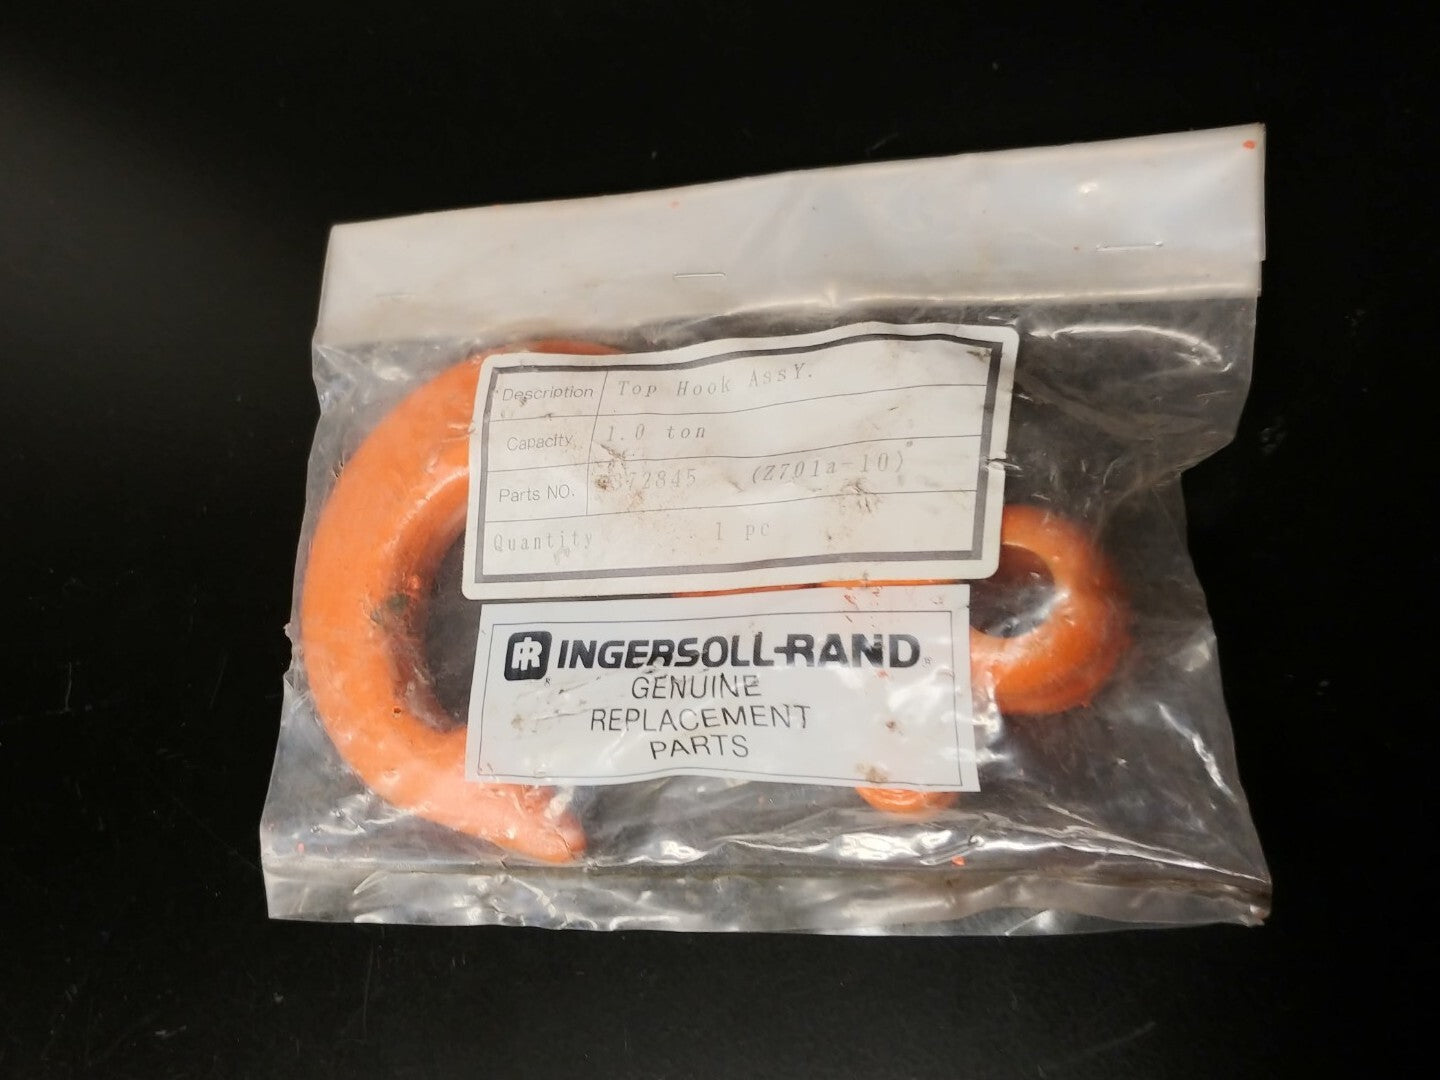 Description Top Hook AssY.
Capacity 1.0 ton
Parts NO. (Z701a-10)
Quantity 1 pc
IR INGERSOLL-RAND®
®
GENUINE
REPLACEMENT
PARTS